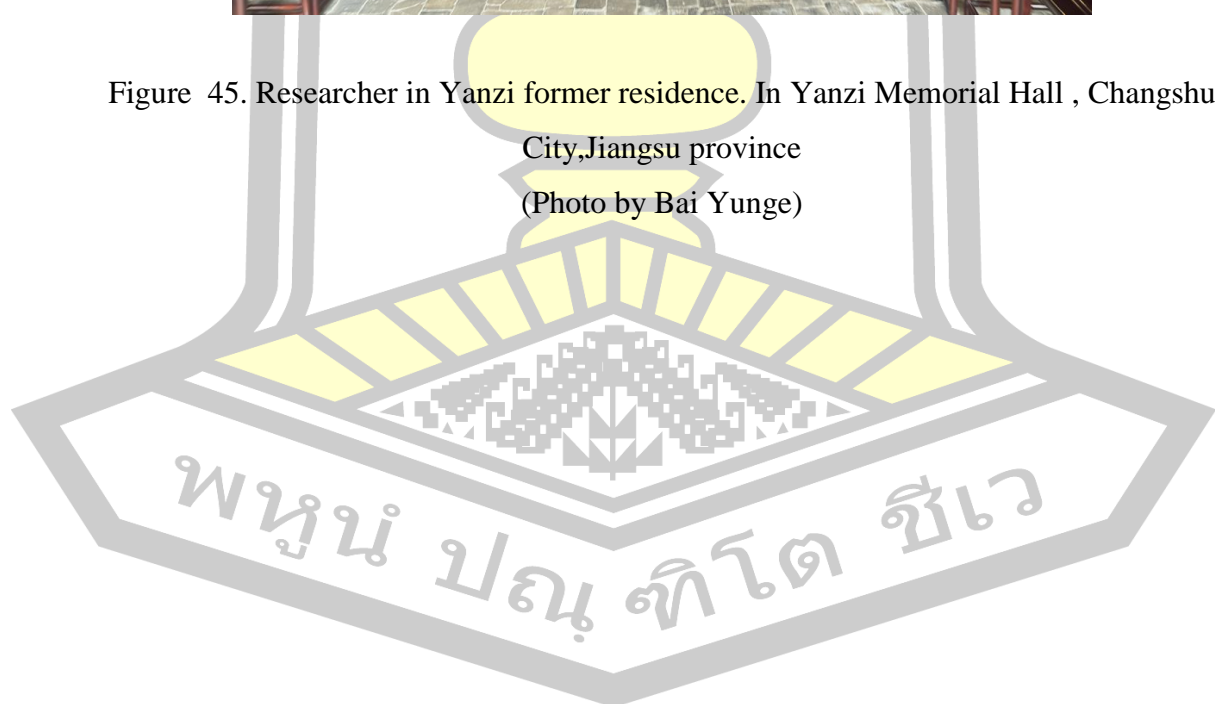 Figure  45. Researcher in Yanzi former residence. In Yanzi Memorial Hall , Changshu
City,Jiangsu province
(Photo by Bai Yunge)
พหูนํ ปณฺฑิโต ชีเว